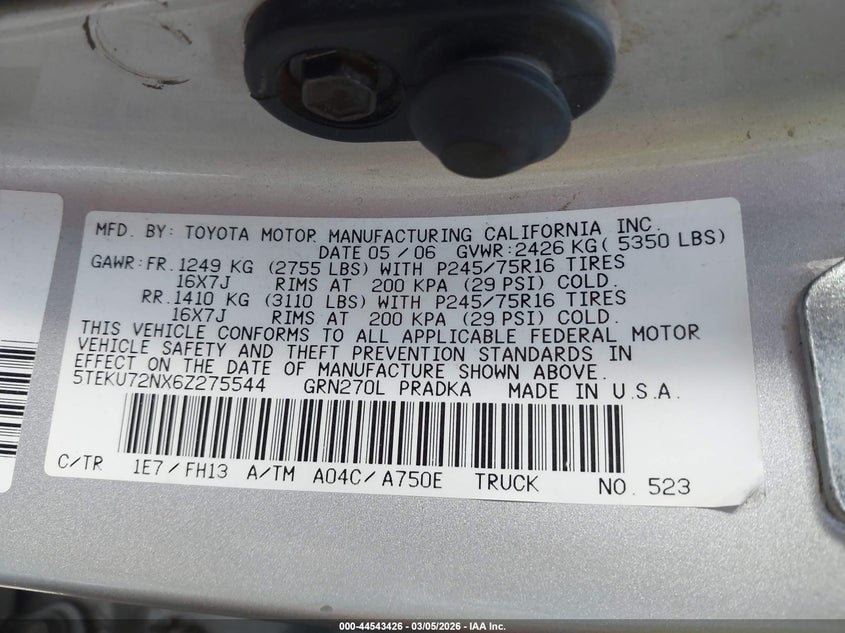 MFD. BY: TOYOTA MOTOR MANUFACTURING CALIFORNIA INC.
DATE 05 / 06 GVWR:2426 KG( 5350 LBS)
GAWR:FR. 1249 KG (2755 LBS) WITH P245/75R16 TIRES
16X7J RIMS AT 200 KPA (29 PSI) COLD.
RR. 1410 KG (3110 LBS) WITH P245/75R16 TIRES
16X7J RIMS AT 200 KPA (29 PSI) COLD.
THIS VEHICLE CONFORMS TO ALL APPLICABLE FEDERAL MOTOR
VEHICLE SAFETY AND THEFT PREVENTION STANDARDS IN
EFFECT ON THE DATE OF MANUFACTURE SHOWN ABOVE.
5TEKU72NX6Z275544 GRN270L PRADKA MADE IN U.S.A.
C/TR 1E7/FH13 A/TM A04C/A750E TRUCK NO. 523
000-44543426 - 03/05/2026 - IAA Inc.